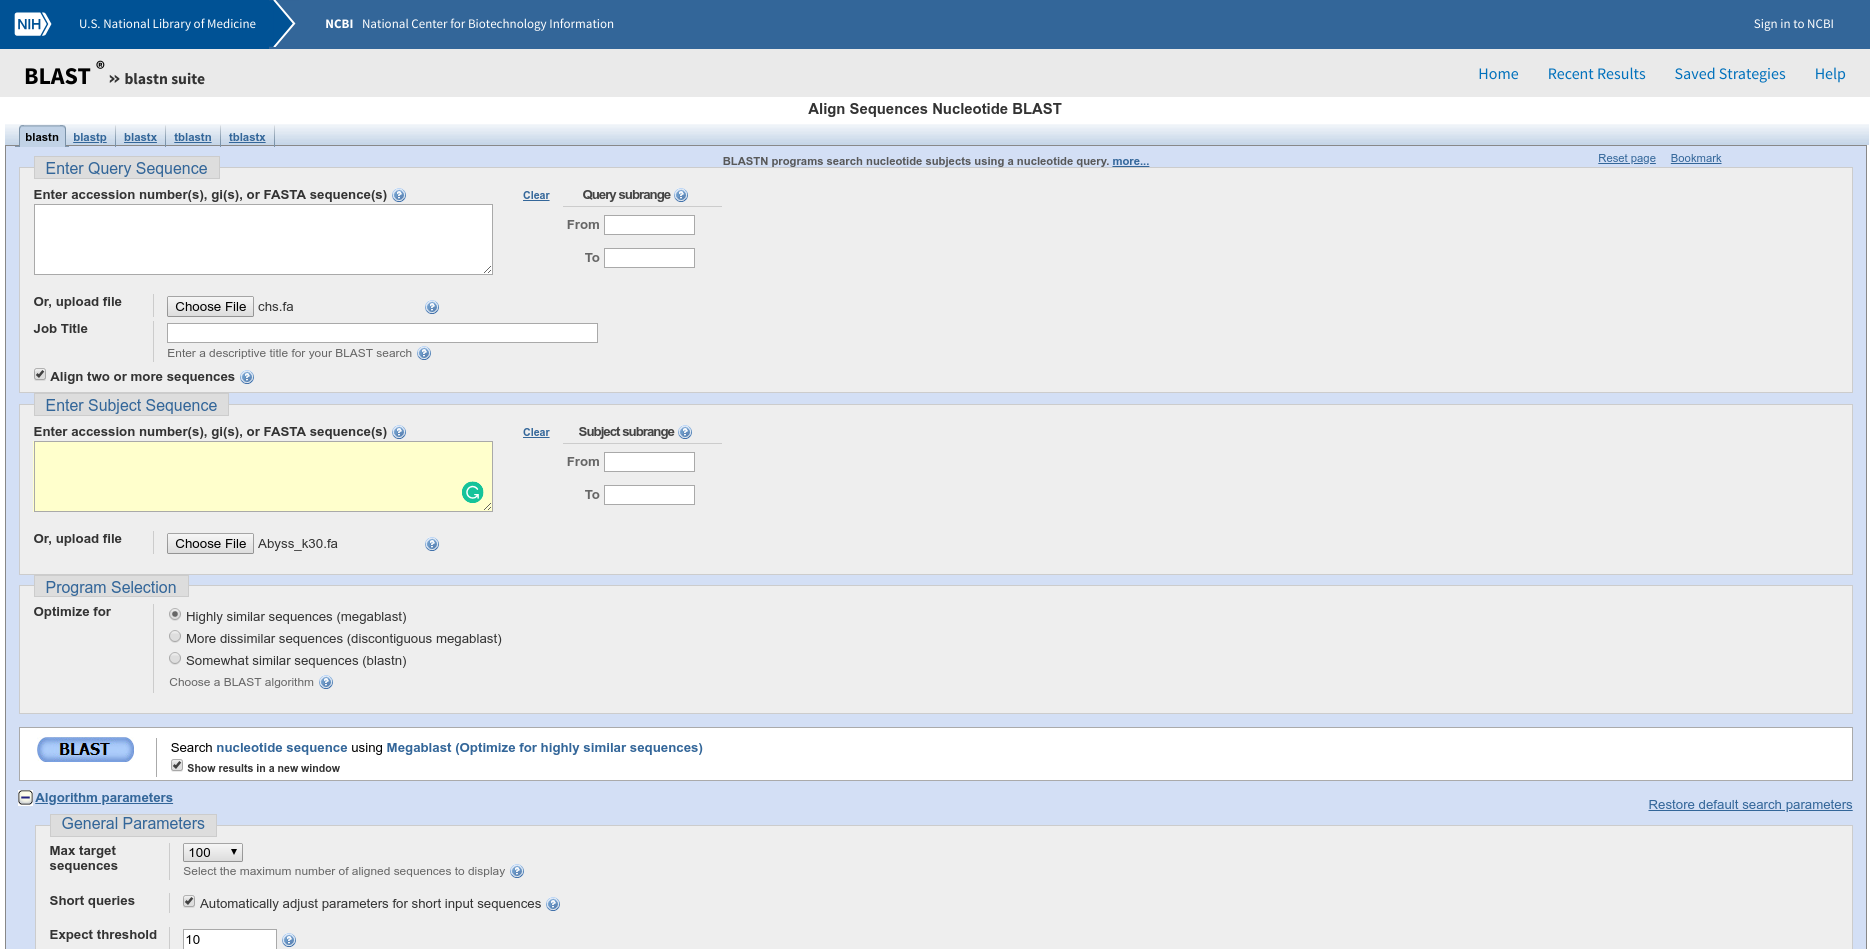 NIH U.S. National Library of Medicine NCBI National Center for Biotechnology Information Sign in to NCBI
BLAST ® » blastn suite Home Recent Results Saved Strategies Help
Align Sequences Nucleotide BLAST
blastn blastp blastx tblastn tblastx
Enter Query Sequence BLASTN programs search nucleotide subjects using a nucleotide query. more... Reset page Bookmark
Enter accession number(s), gi(s), or FASTA sequence(s) ? Clear Query subrange ?
From
To
Or, upload file Choose File chs.fa ?
Job Title
Enter a descriptive title for your BLAST search ?
Align two or more sequences ?
Enter Subject Sequence
Enter accession number(s), gi(s), or FASTA sequence(s) ? Clear Subject subrange ?
From
To
Or, upload file Choose File Abyss_k30.fa ?
Program Selection
Optimize for Highly similar sequences (megablast)
More dissimilar sequences (discontiguous megablast)
Somewhat similar sequences (blastn)
Choose a BLAST algorithm ?
BLAST Search nucleotide sequence using Megablast (Optimize for highly similar sequences)
Show results in a new window
Algorithm parameters Restore default search parameters
General Parameters
Max target sequences 100
Select the maximum number of aligned sequences to display ?
Short queries Automatically adjust parameters for short input sequences ?
Expect threshold 10 ?